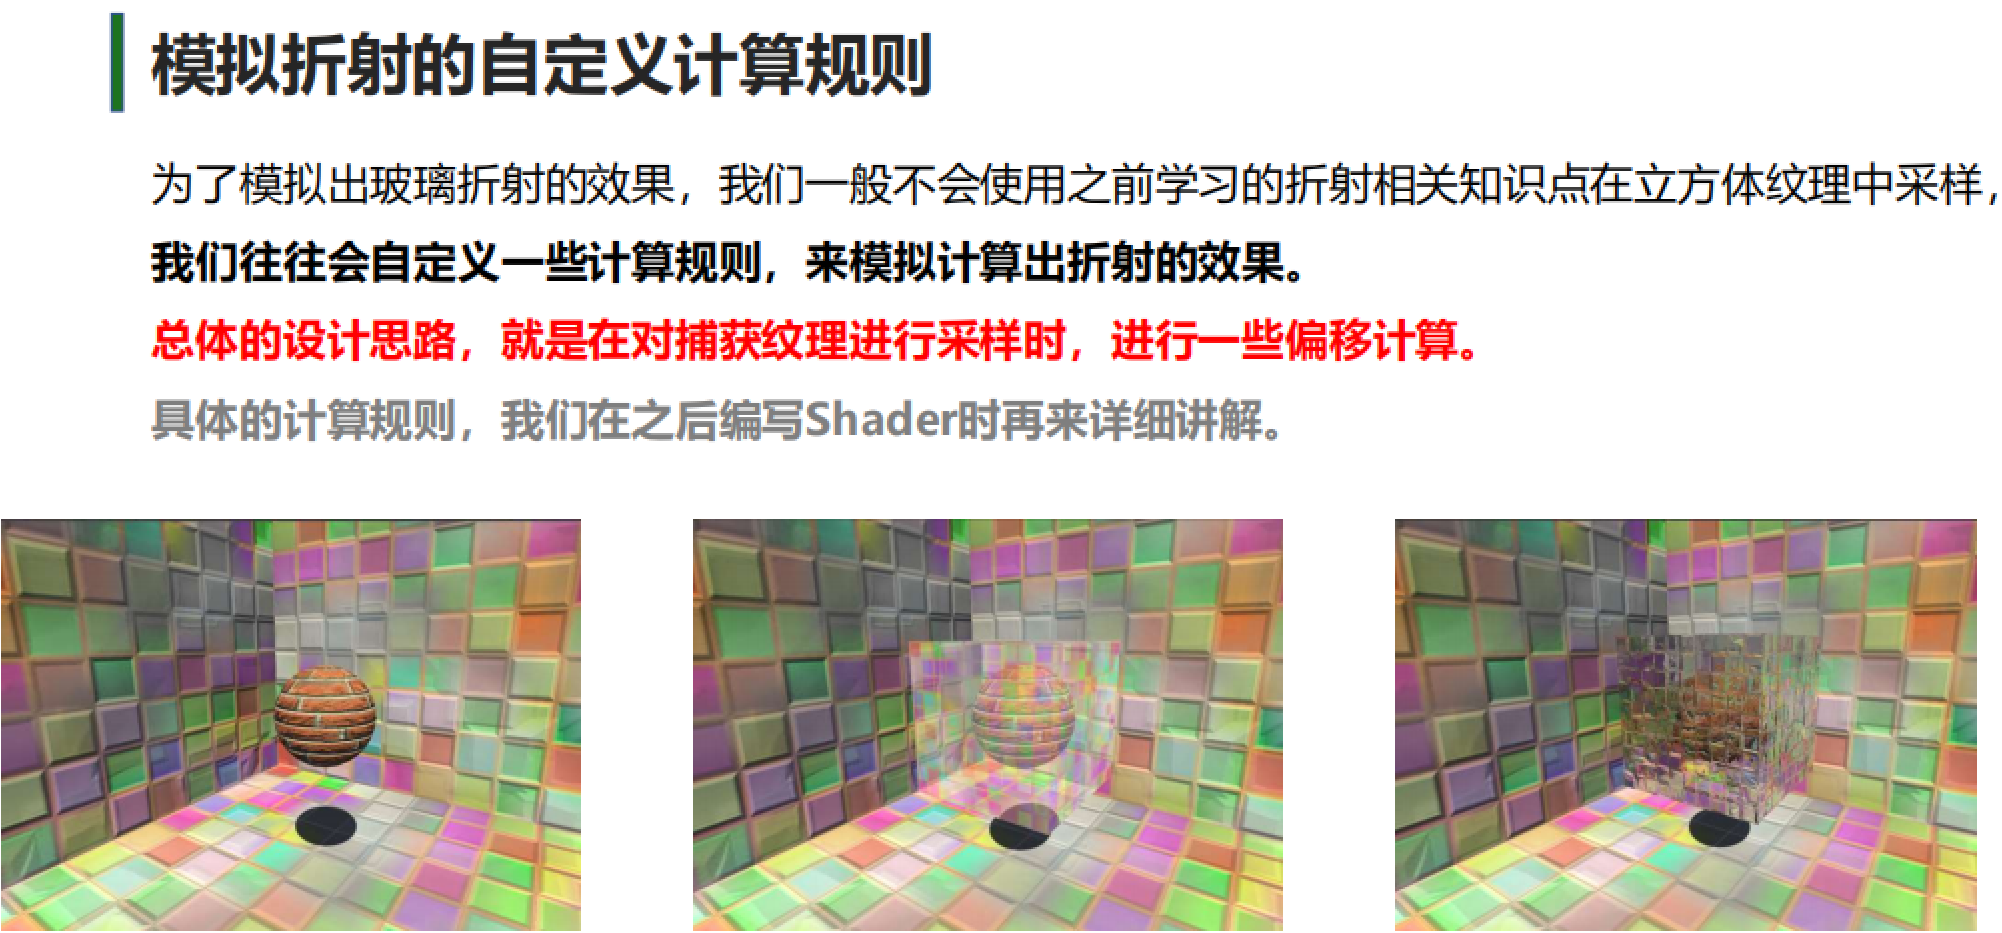 模拟折射的自定义计算规则
为了模拟出玻璃折射的效果，我们一般不会使用之前学习的折射相关知识点在立方体纹理中采样，
我们往往会自定义一些计算规则，来模拟计算出折射的效果。
总体的设计思路，就是在对捕获纹理进行采样时，进行一些偏移计算。
具体的计算规则，我们在之后编写Shader时再来详细讲解。